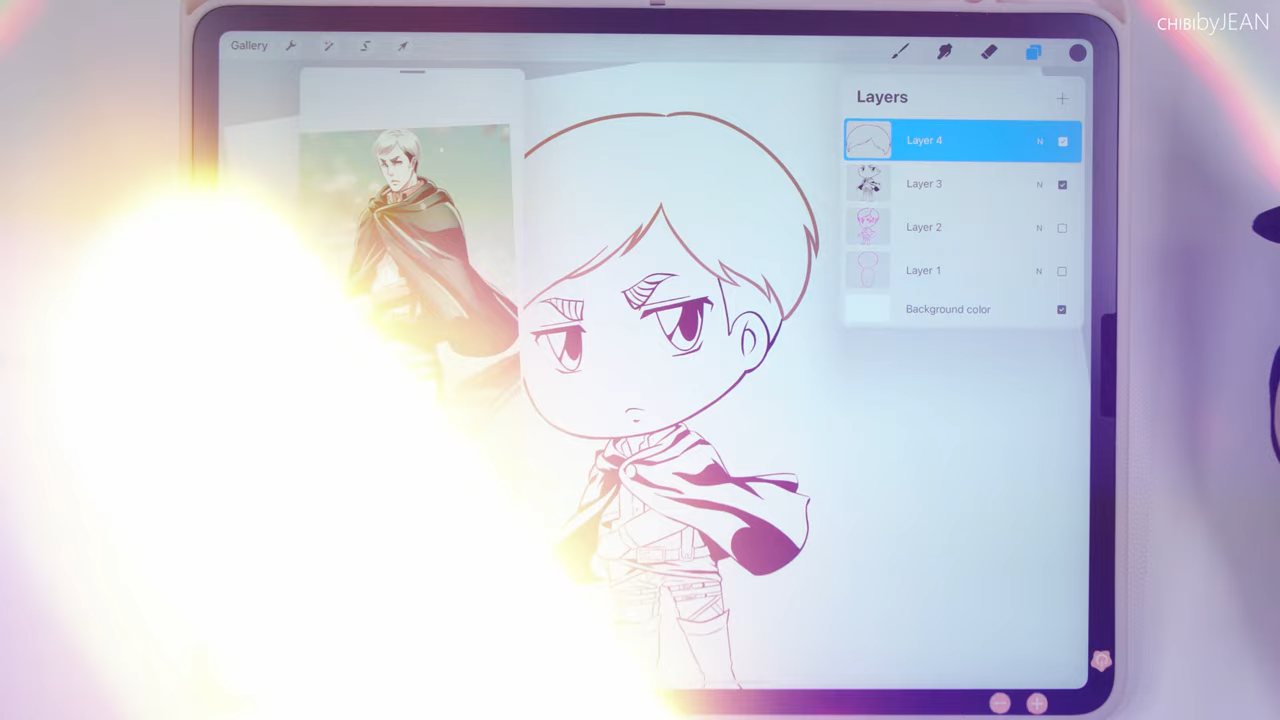 CHIBIbyJEAN
Gallery
Layers
Layer 4
N
Layer 3
N
Layer 2
N
Layer 1
N
Background color